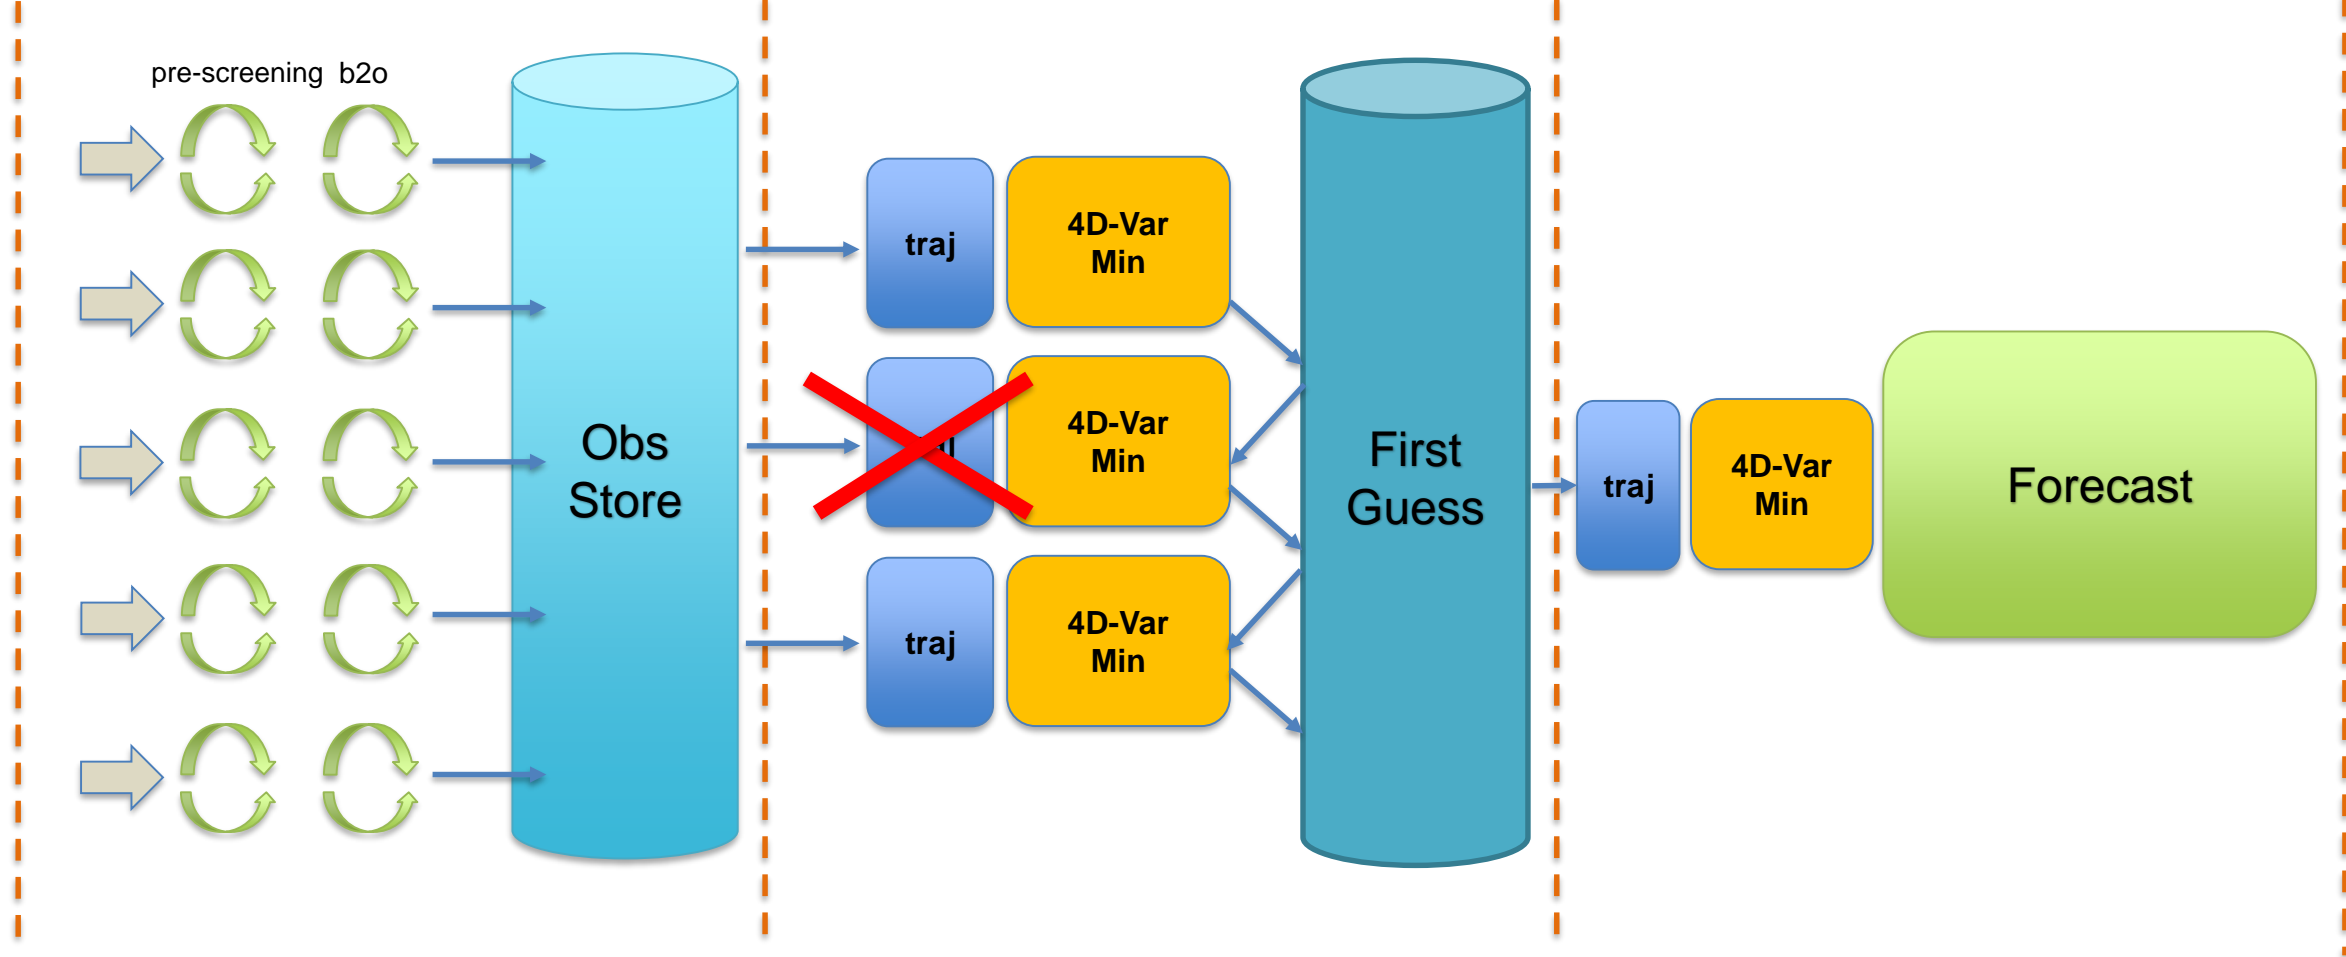 pre-screening b2o
Obs
Store
traj
4D-Var
Min
4D-Var
Min
traj
4D-Var
Min
First
Guess
traj
4D-Var
Min
Forecast